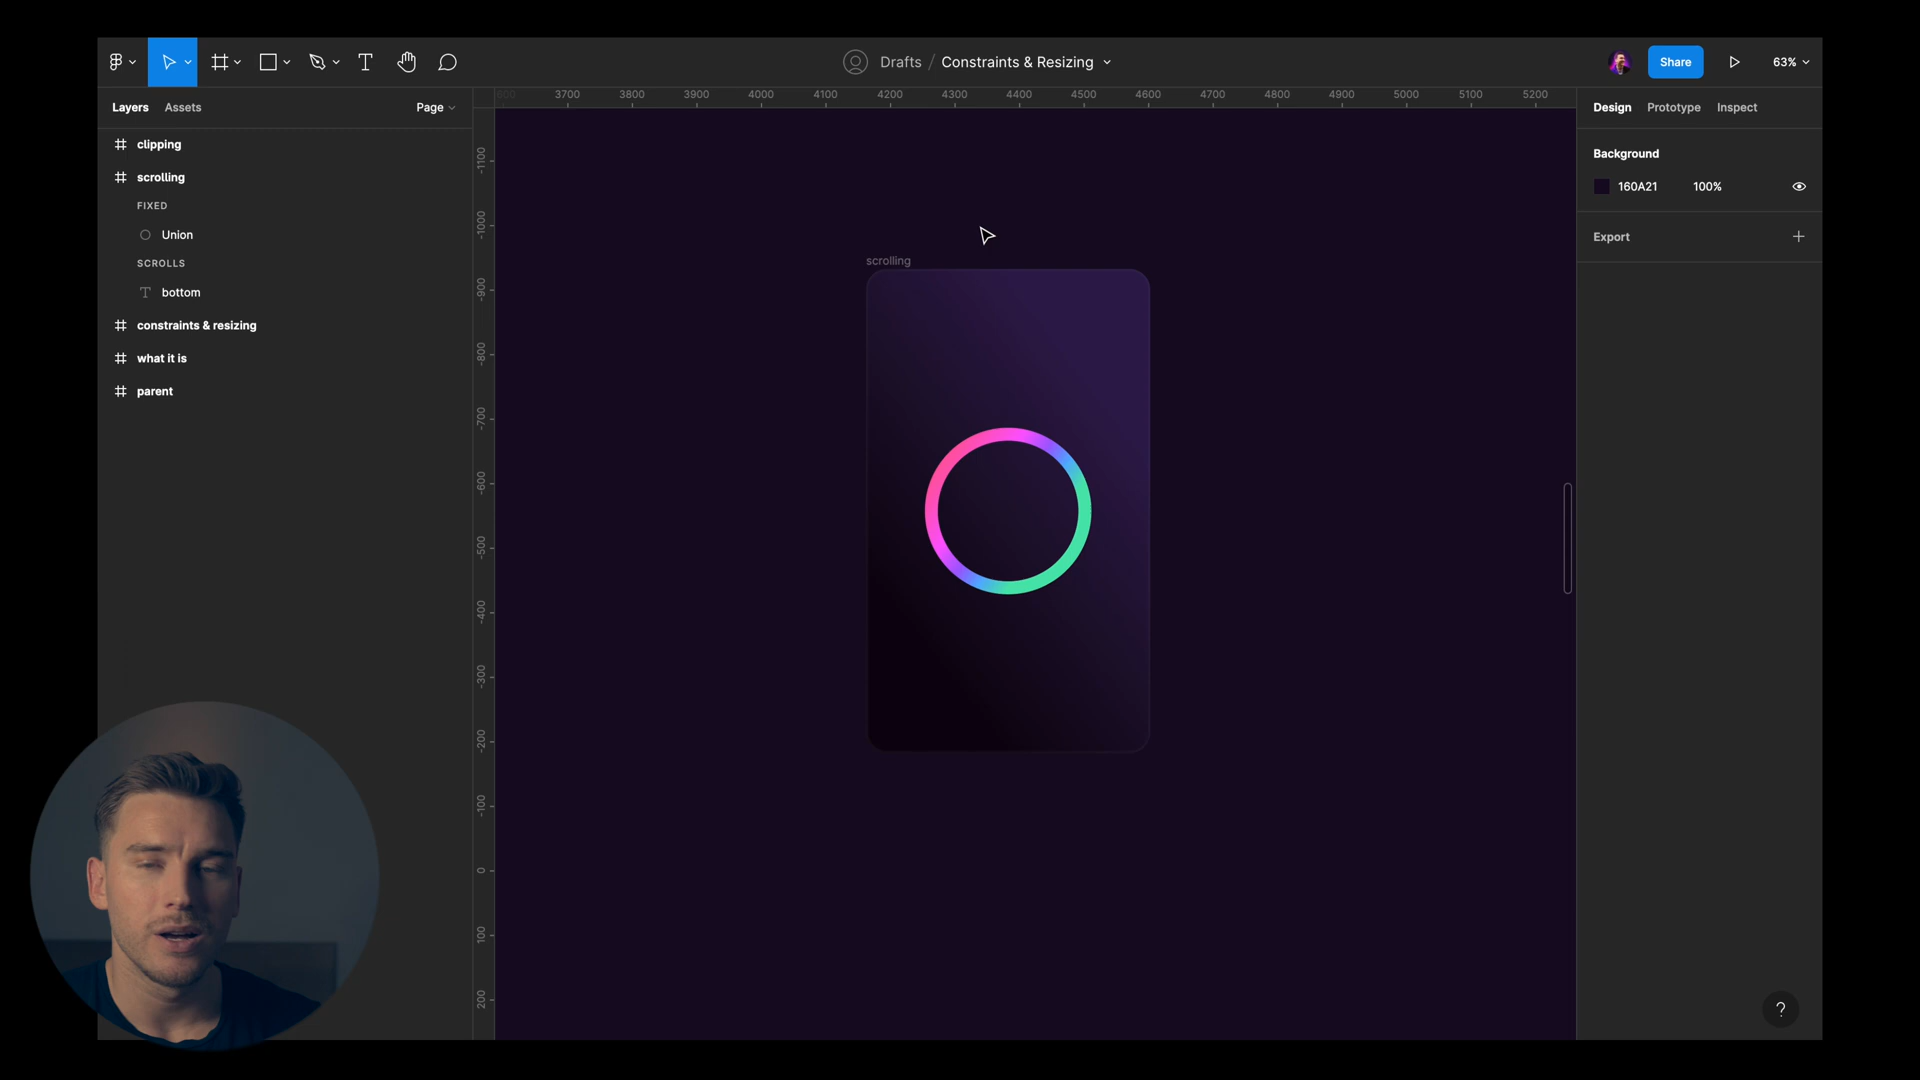 Drafts / Constraints & Resizing
Share
63%
Layers
Assets
Page
3700
3800
3900
4000
4100
4200
4300
4400
4500
4600
4700
4800
4900
5000
5100
5200
Design
Prototype
Inspect
clipping
scrolling
FIXED
Union
SCROLLS
bottom
constraints & resizing
what it is
parent
-1100
-1000
-900
-800
-700
-600
-500
-400
-300
-200
-100
0
100
200
scrolling
Background
160A21
100%
Export
?